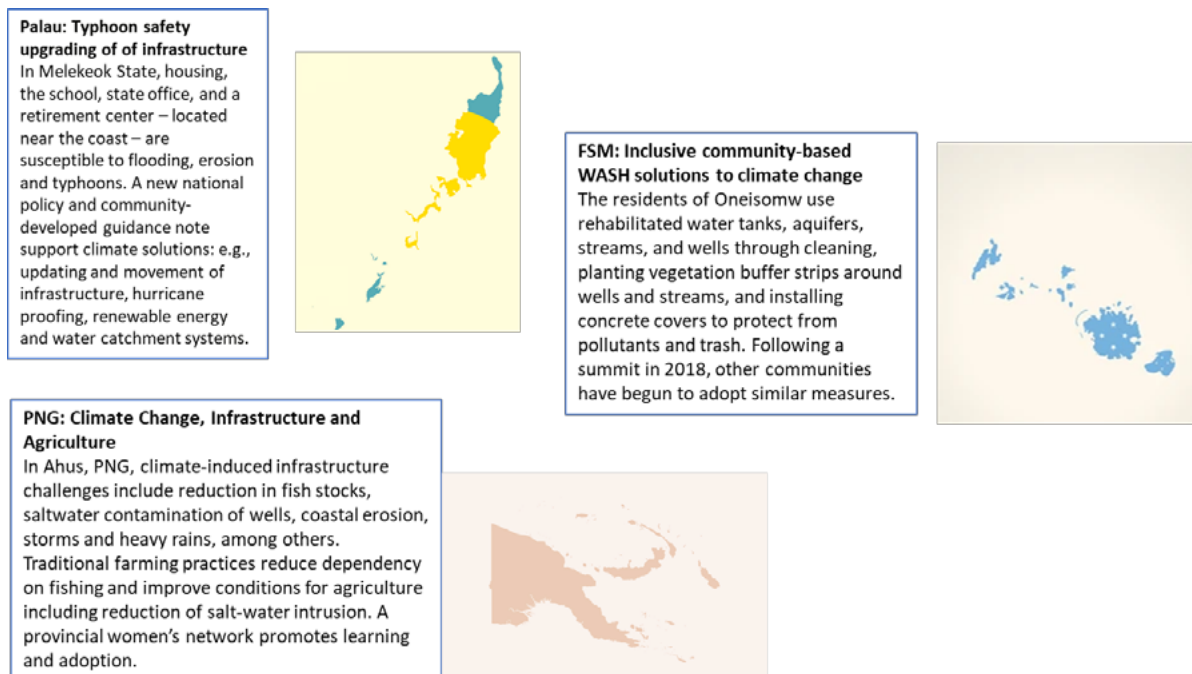 Palau: Typhoon safety
upgrading of of infrastructure
In Melekeok State, housing,
the school, state office, and a
retirement center – located
near the coast – are
susceptible to flooding, erosion
and typhoons. A new national
policy and community-
developed guidance note
support climate solutions: e.g.,
updating and movement of
infrastructure, hurricane
proofing, renewable energy
and water catchment systems.
FSM: Inclusive community-based
WASH solutions to climate change
The residents of Oneisomw use
rehabilitated water tanks, aquifers,
streams, and wells through cleaning,
planting vegetation buffer strips around
wells and streams, and installing
concrete covers to protect from
pollutants and trash. Following a
summit in 2018, other communities
have begun to adopt similar measures.
PNG: Climate Change, Infrastructure and
Agriculture
In Ahus, PNG, climate-induced infrastructure
challenges include reduction in fish stocks,
saltwater contamination of wells, coastal erosion,
storms and heavy rains, among others.
Traditional farming practices reduce dependency
on fishing and improve conditions for agriculture
including reduction of salt-water intrusion. A
provincial women's network promotes learning
and adoption.